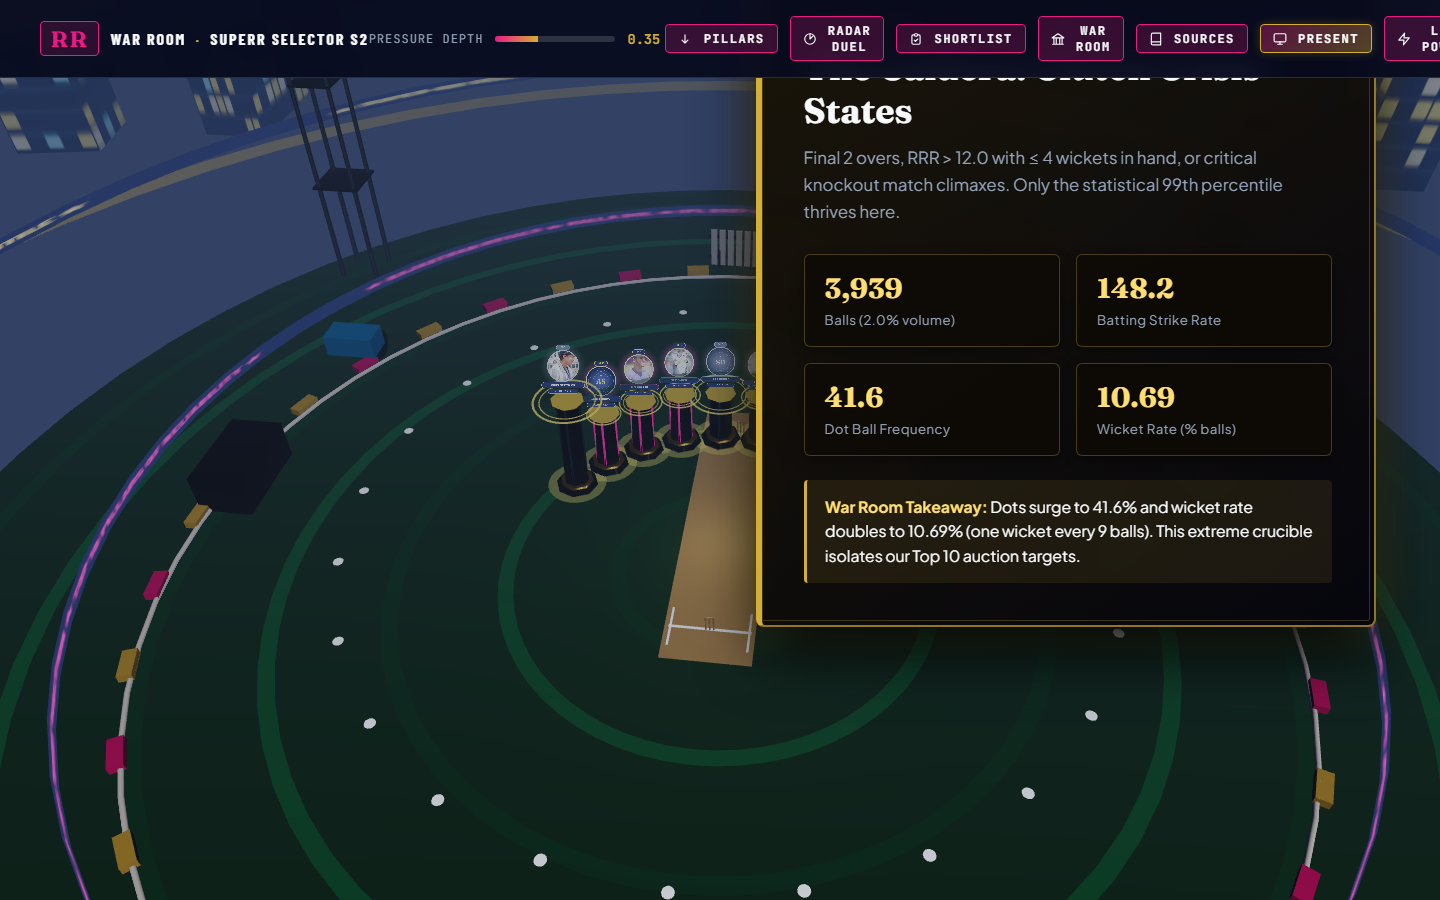 RR
WAR ROOM · SUPERR SELECTOR S2
PRESSURE DEPTH
0.35
PILLARS
RADAR
DUEL
SHORTLIST
WAR
ROOM
SOURCES
PRESENT
States
Final 2 overs, RRR > 12.0 with ≤ 4 wickets in hand, or critical
knockout match climaxes. Only the statistical 99th percentile
thrives here.
3,939
Balls (2.0% volume)
148.2
Batting Strike Rate
41.6
Dot Ball Frequency
10.69
Wicket Rate (% balls)
War Room Takeaway: Dots surge to 41.6% and wicket rate
doubles to 10.69% (one wicket every 9 balls). This extreme crucible
isolates our Top 10 auction targets.
AS
SD